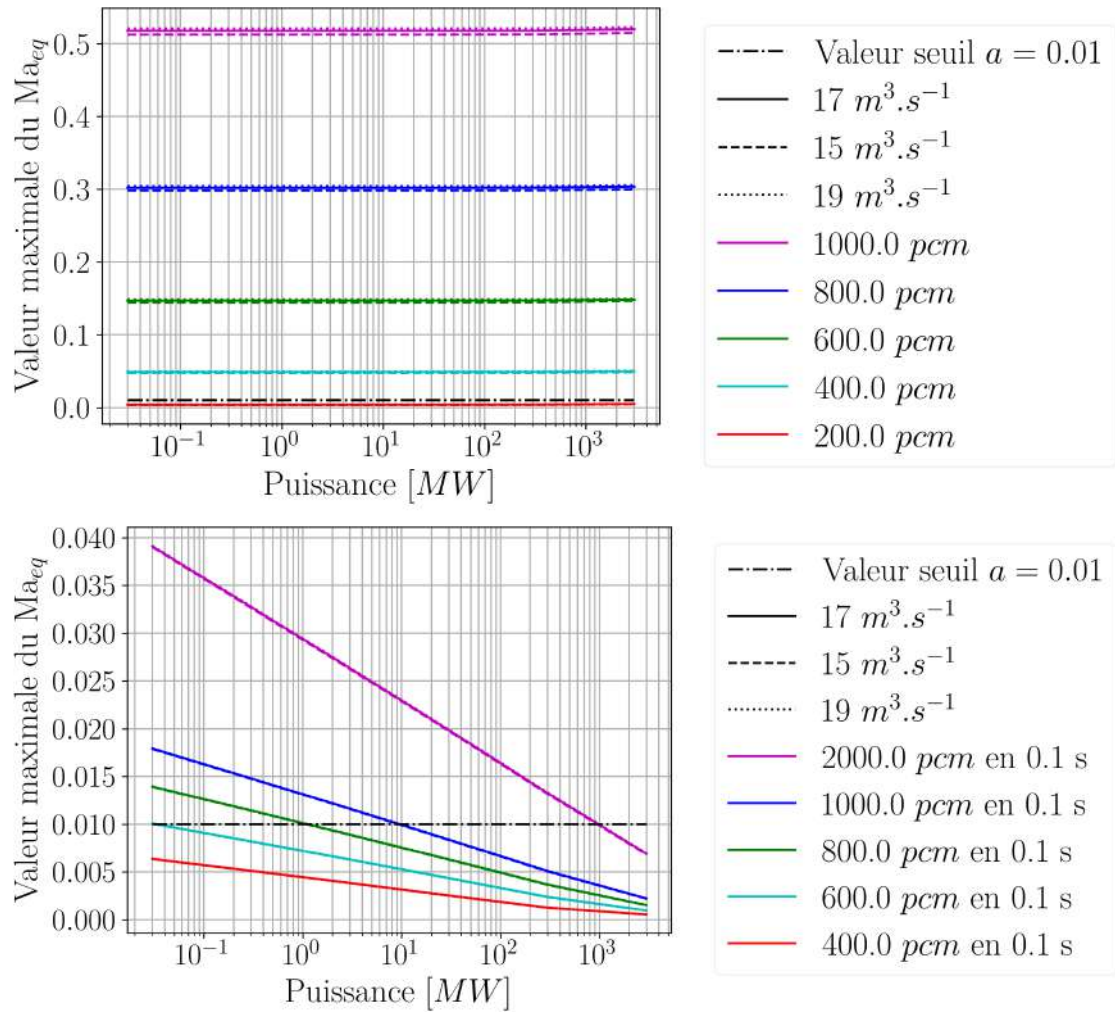 Valeur maximale du Ma_{eq}
0.5
0.4
0.3
0.2
0.1
0.0
10^{-1}
10^{0}
10^{1}
10^{2}
10^{3}
Puissance [MW]
Valeur seuil a = 0.01
17 m^3.s^{-1}
15 m^3.s^{-1}
19 m^3.s^{-1}
1000.0 pcm
800.0 pcm
600.0 pcm
400.0 pcm
200.0 pcm
Valeur maximale du Ma_{eq}
0.040
0.035
0.030
0.025
0.020
0.015
0.010
0.005
0.000
10^{-1}
10^{0}
10^{1}
10^{2}
10^{3}
Puissance [MW]
Valeur seuil a = 0.01
17 m^3.s^{-1}
15 m^3.s^{-1}
19 m^3.s^{-1}
2000.0 pcm en 0.1 s
1000.0 pcm en 0.1 s
800.0 pcm en 0.1 s
600.0 pcm en 0.1 s
400.0 pcm en 0.1 s